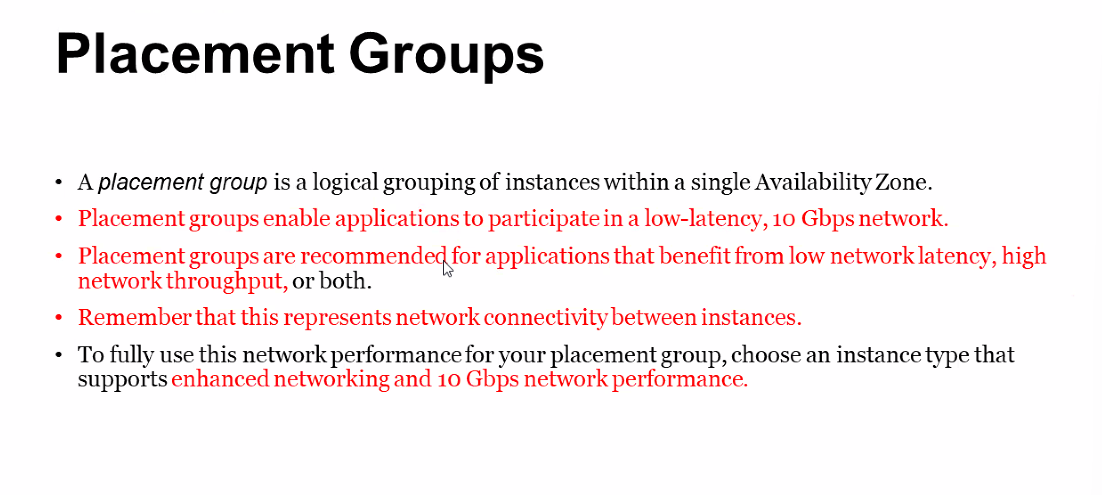 Placement Groups
• A placement group is a logical grouping of instances within a single Availability Zone.
• Placement groups enable applications to participate in a low-latency, 10 Gbps network.
• Placement groups are recommended for applications that benefit from low network latency, high
network throughput, or both.
• Remember that this represents network connectivity between instances.
• To fully use this network performance for your placement group, choose an instance type that
supports enhanced networking and 10 Gbps network performance.